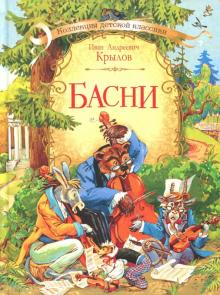 Коллекция детской классики
Иван Андреевич
Крылов
БАСНИ